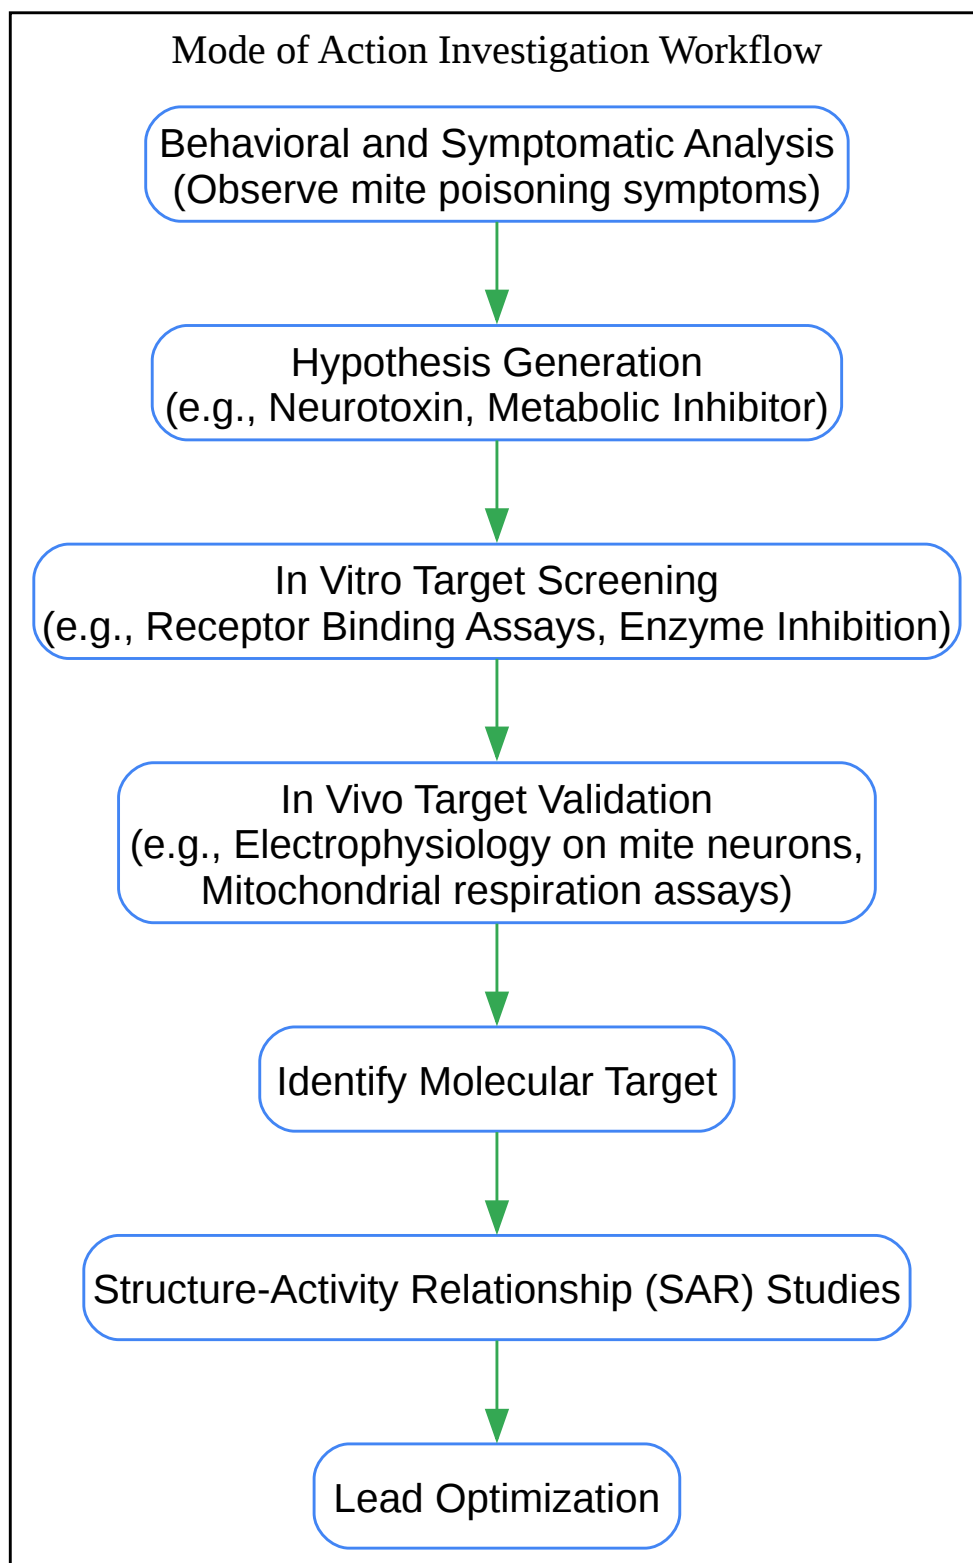 Mode of Action Investigation Workflow
Behavioral and Symptomatic Analysis
(Observe mite poisoning symptoms)
Hypothesis Generation
(e.g., Neurotoxin, Metabolic Inhibitor)
In Vitro Target Screening
(e.g., Receptor Binding Assays, Enzyme Inhibition)
In Vivo Target Validation
(e.g., Electrophysiology on mite neurons,
Mitochondrial respiration assays)
Identify Molecular Target
Structure-Activity Relationship (SAR) Studies
Lead Optimization